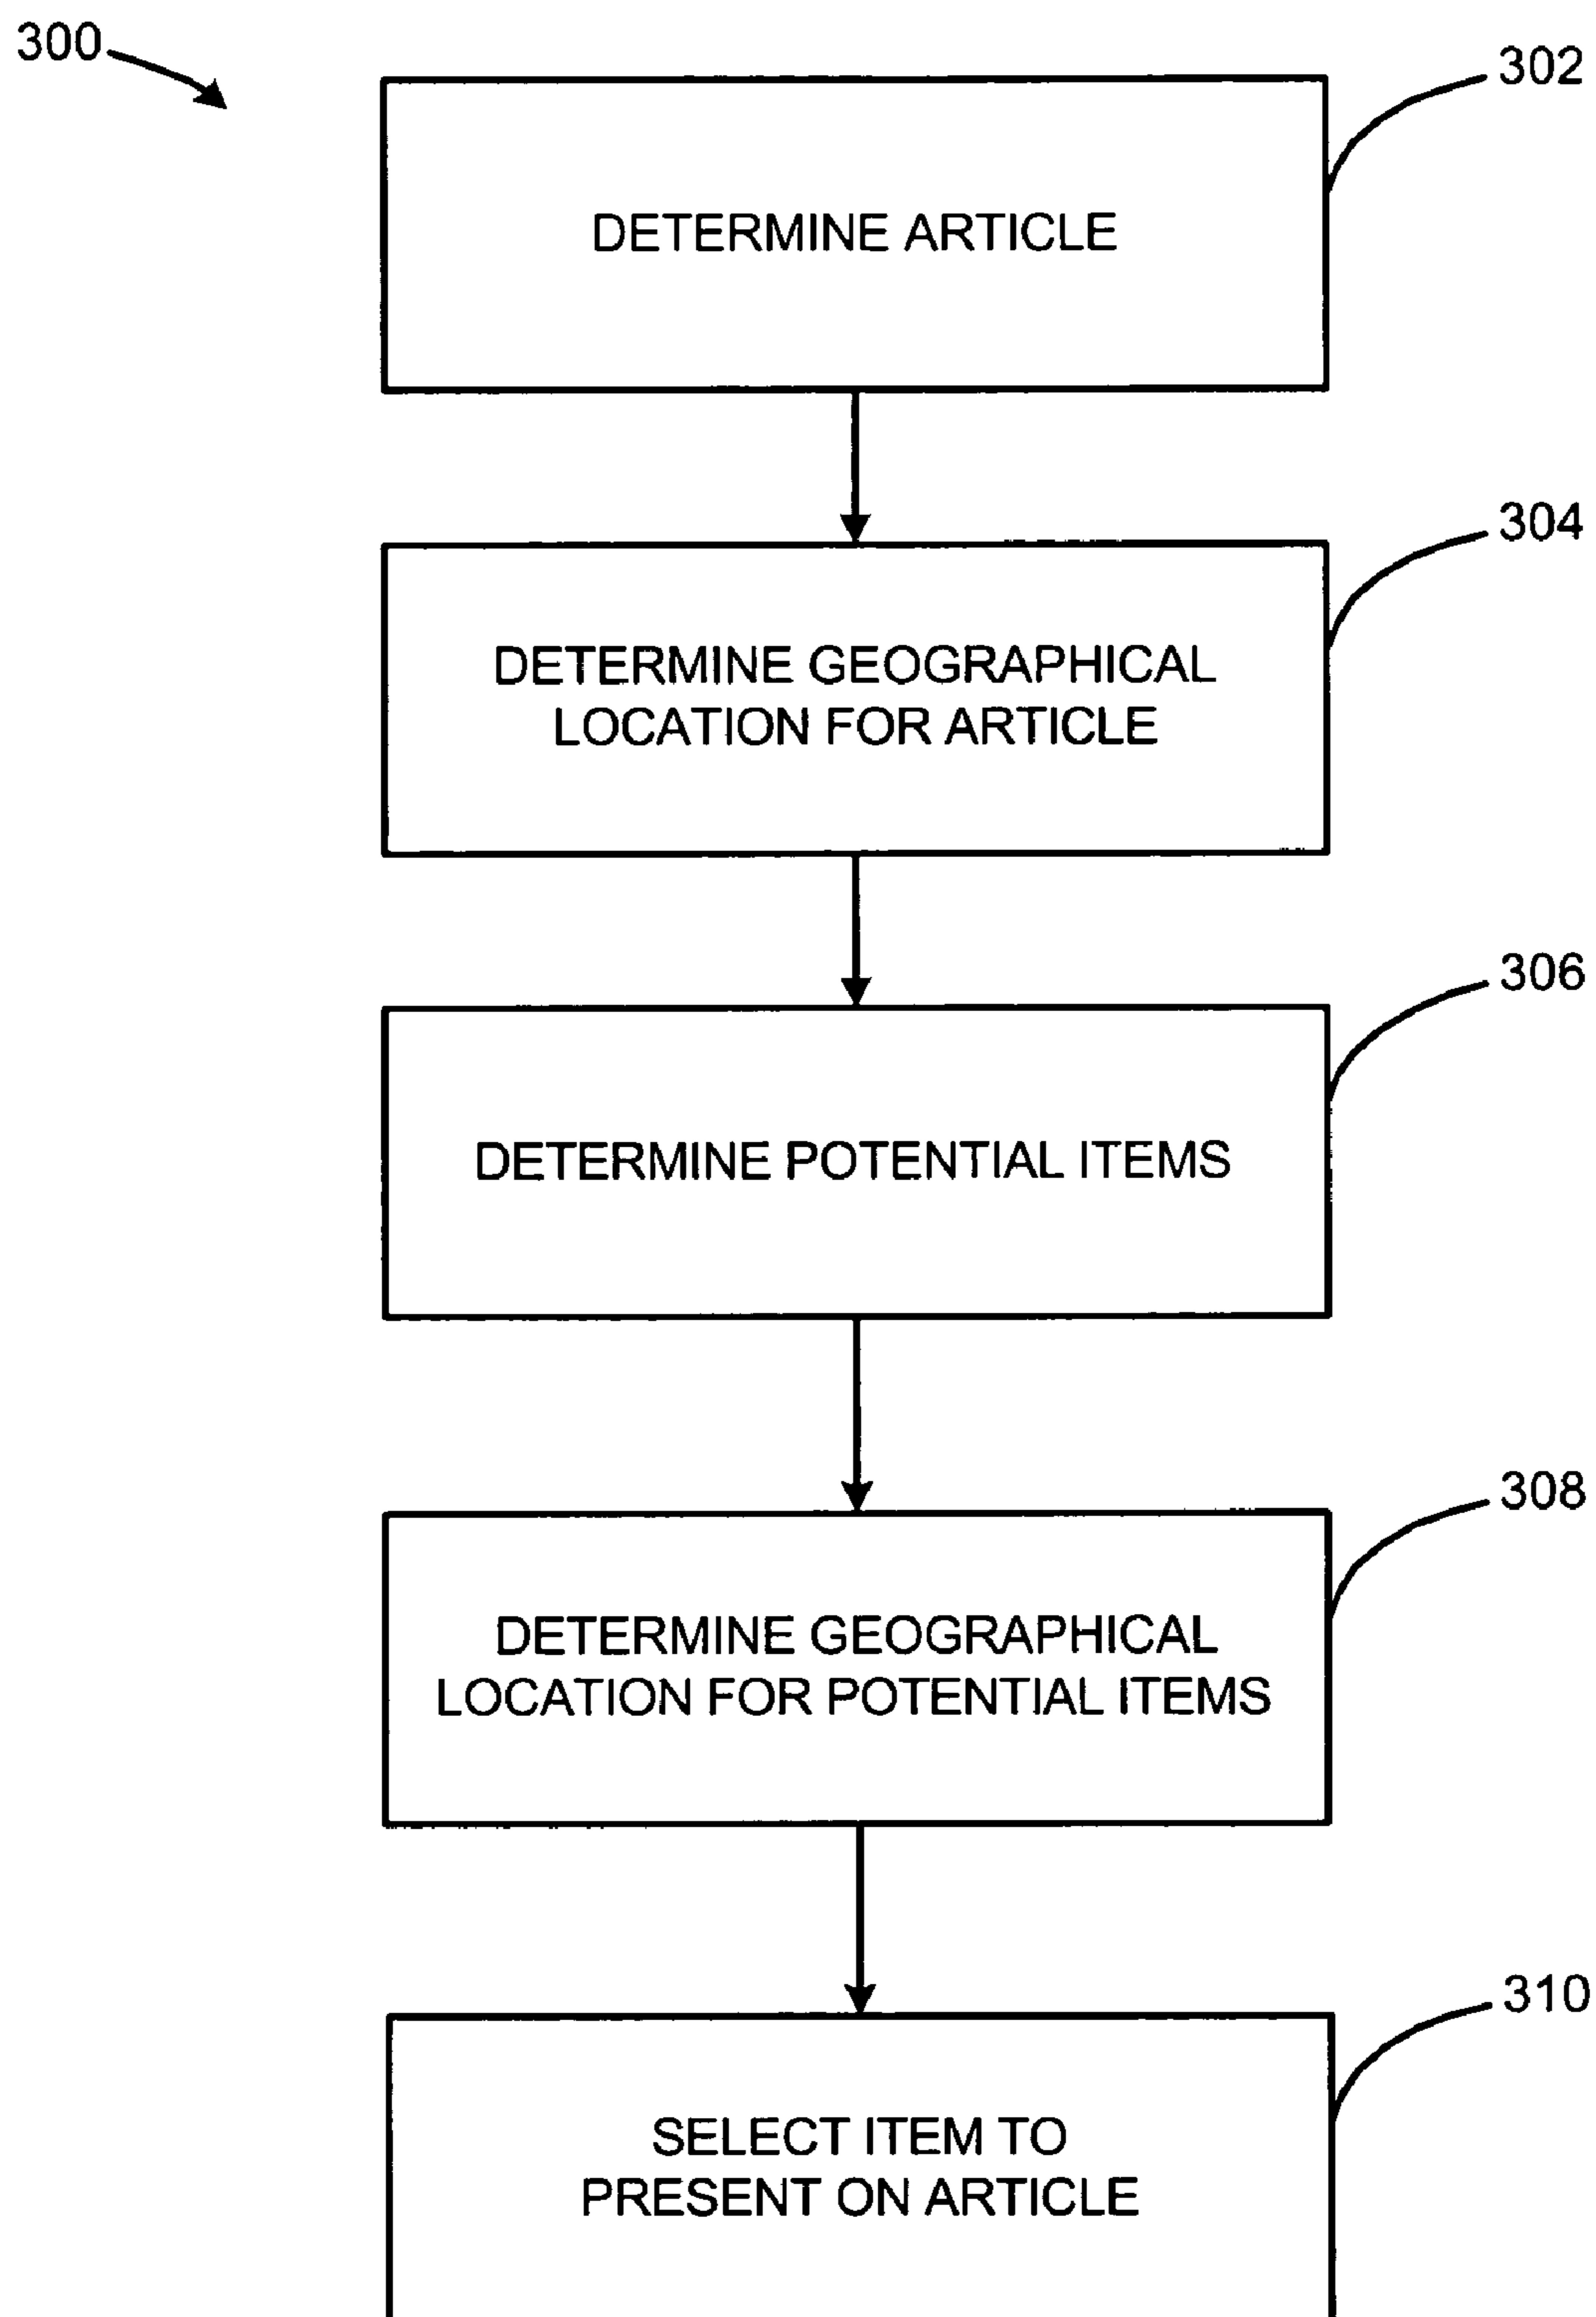 300
302
DETERMINE ARTICLE
304
DETERMINE GEOGRAPHICAL
LOCATION FOR ARTICLE
306
DETERMINE POTENTIAL ITEMS
308
DETERMINE GEOGRAPHICAL
LOCATION FOR POTENTIAL ITEMS
310
SELECT ITEM TO
PRESENT ON ARTICLE